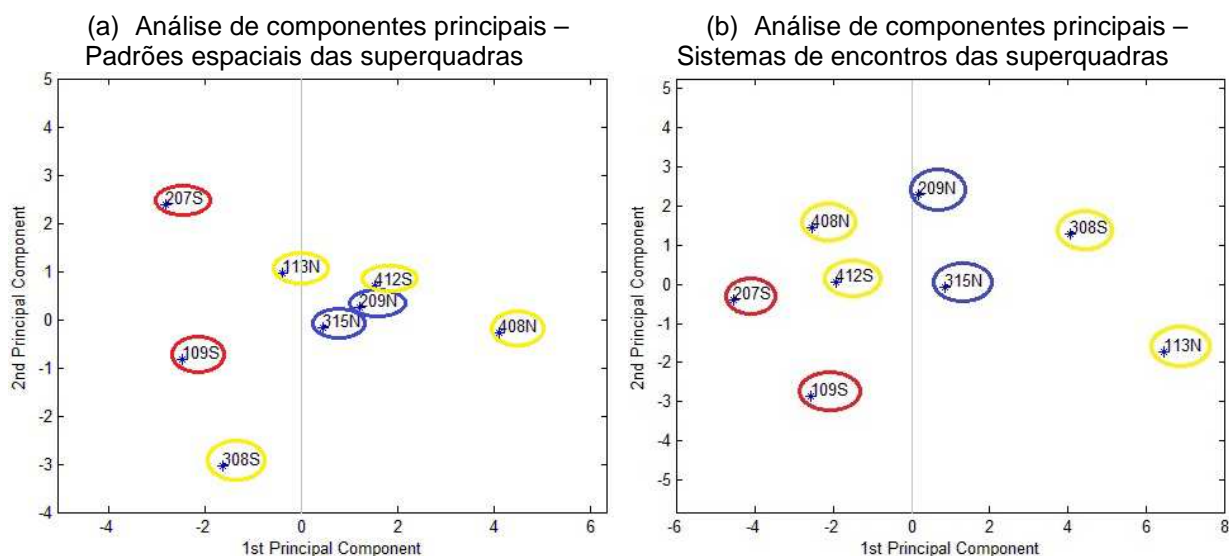 (a) Análise de componentes principais –
Padrões espaciais das superquadras
5
4
3
2
1
0
-1
-2
-3
-4
2nd Principal Component
207S
113N
412S
209N
315N
408N
109S
308S
-4
-2
0
2
4
6
1st Principal Component
(b) Análise de componentes principais –
Sistemas de encontros das superquadras
5
4
3
2
1
0
-1
-2
-3
-4
-5
2nd Principal Component
209N
408N
308S
412S
315N
207S
113N
109S
-6
-4
-2
0
2
4
6
8
1st Principal Component